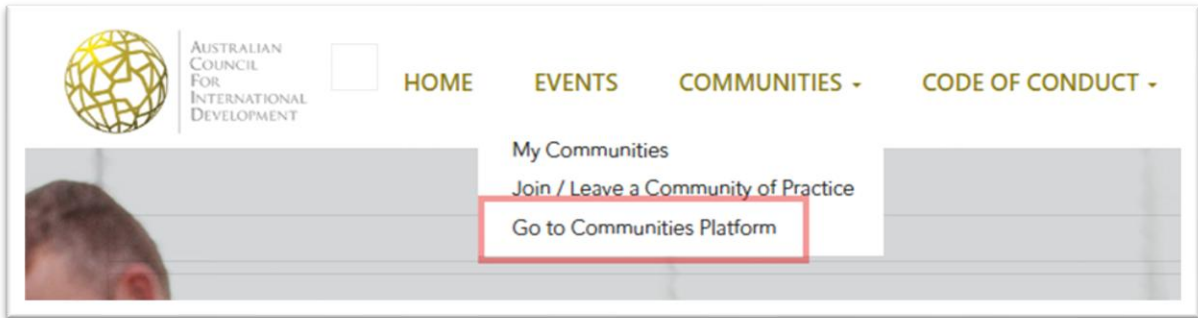 AUSTRALIAN
COUNCIL
FOR
INTERNATIONAL
DEVELOPMENT
HOME EVENTS COMMUNITIES CODE OF CONDUCT
My Communities
Join / Leave a Community of Practice
Go to Communities Platform